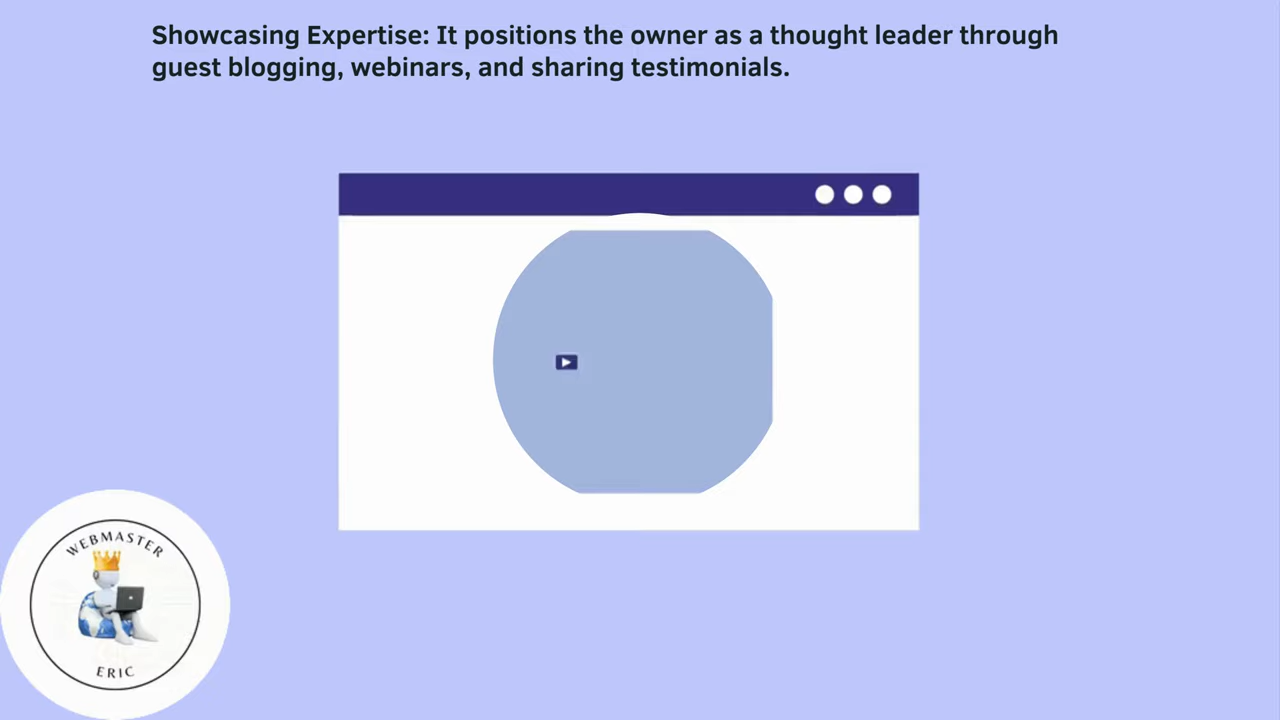 Showcasing Expertise: It positions the owner as a thought leader through
guest blogging, webinars, and sharing testimonials.
WEBMASTER
ERIC